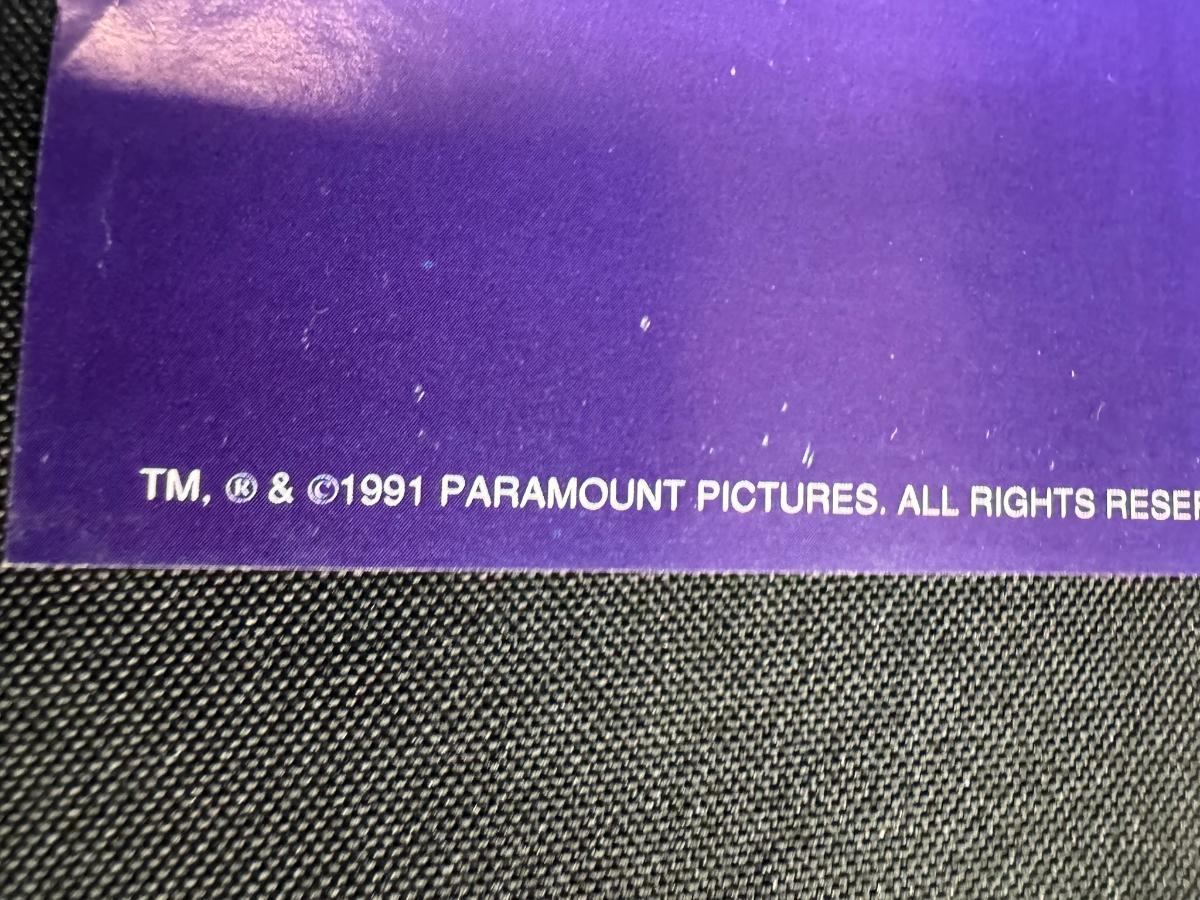 TM, ® & ©1991 PARAMOUNT PICTURES. ALL RIGHTS RESER